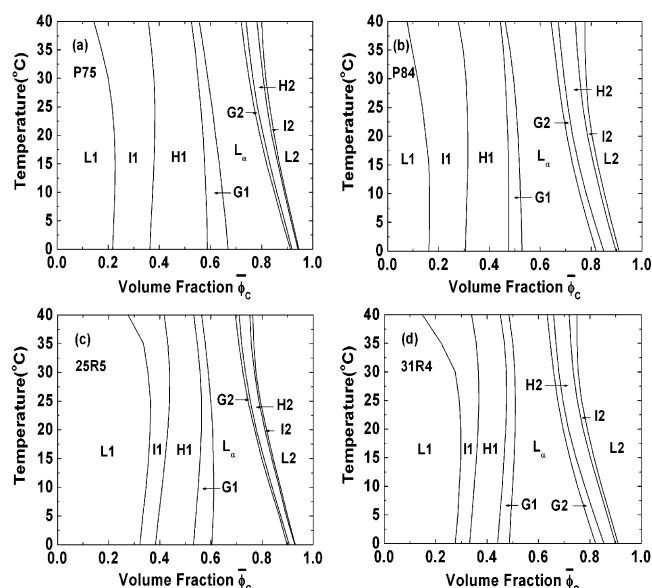 (a)
P75
Temperature(°C)
40
35
30
25
20
15
10
5
0
L1
I1
H1
Lα
G1
G2
H2
I2
L2
0.0 0.2 0.4 0.6 0.8 1.0
Volume Fraction ϕ̄C
(b)
P84
Temperature(°C)
40
35
30
25
20
15
10
5
0
L1
I1
H1
Lα
G1
G2
H2
I2
L2
0.0 0.2 0.4 0.6 0.8 1.0
Volume Fraction ϕ̄C
(c)
25R5
Temperature(°C)
40
35
30
25
20
15
10
5
0
L1
I1
H1
Lα
G1
G2
H2
I2
L2
0.0 0.2 0.4 0.6 0.8 1.0
Volume Fraction ϕ̄C
(d)
31R4
Temperature(°C)
40
35
30
25
20
15
10
5
0
L1
I1
H1
Lα
G1
G2
H2
I2
L2
0.0 0.2 0.4 0.6 0.8 1.0
Volume Fraction ϕ̄C